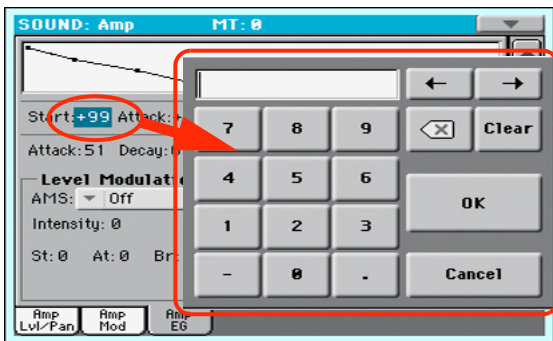 SOUND: Amp MT: 0
Start: +99 Attack:
Attack: 51 Decay:
Level
AMS: Off
Intensity: 0
St: 0 At: 0
Amp Lvl/Pan
Amp Mod
Amp EG
← →
7 8 9 Clear
4 5 6 OK
1 2 3
- 0 . Cancel